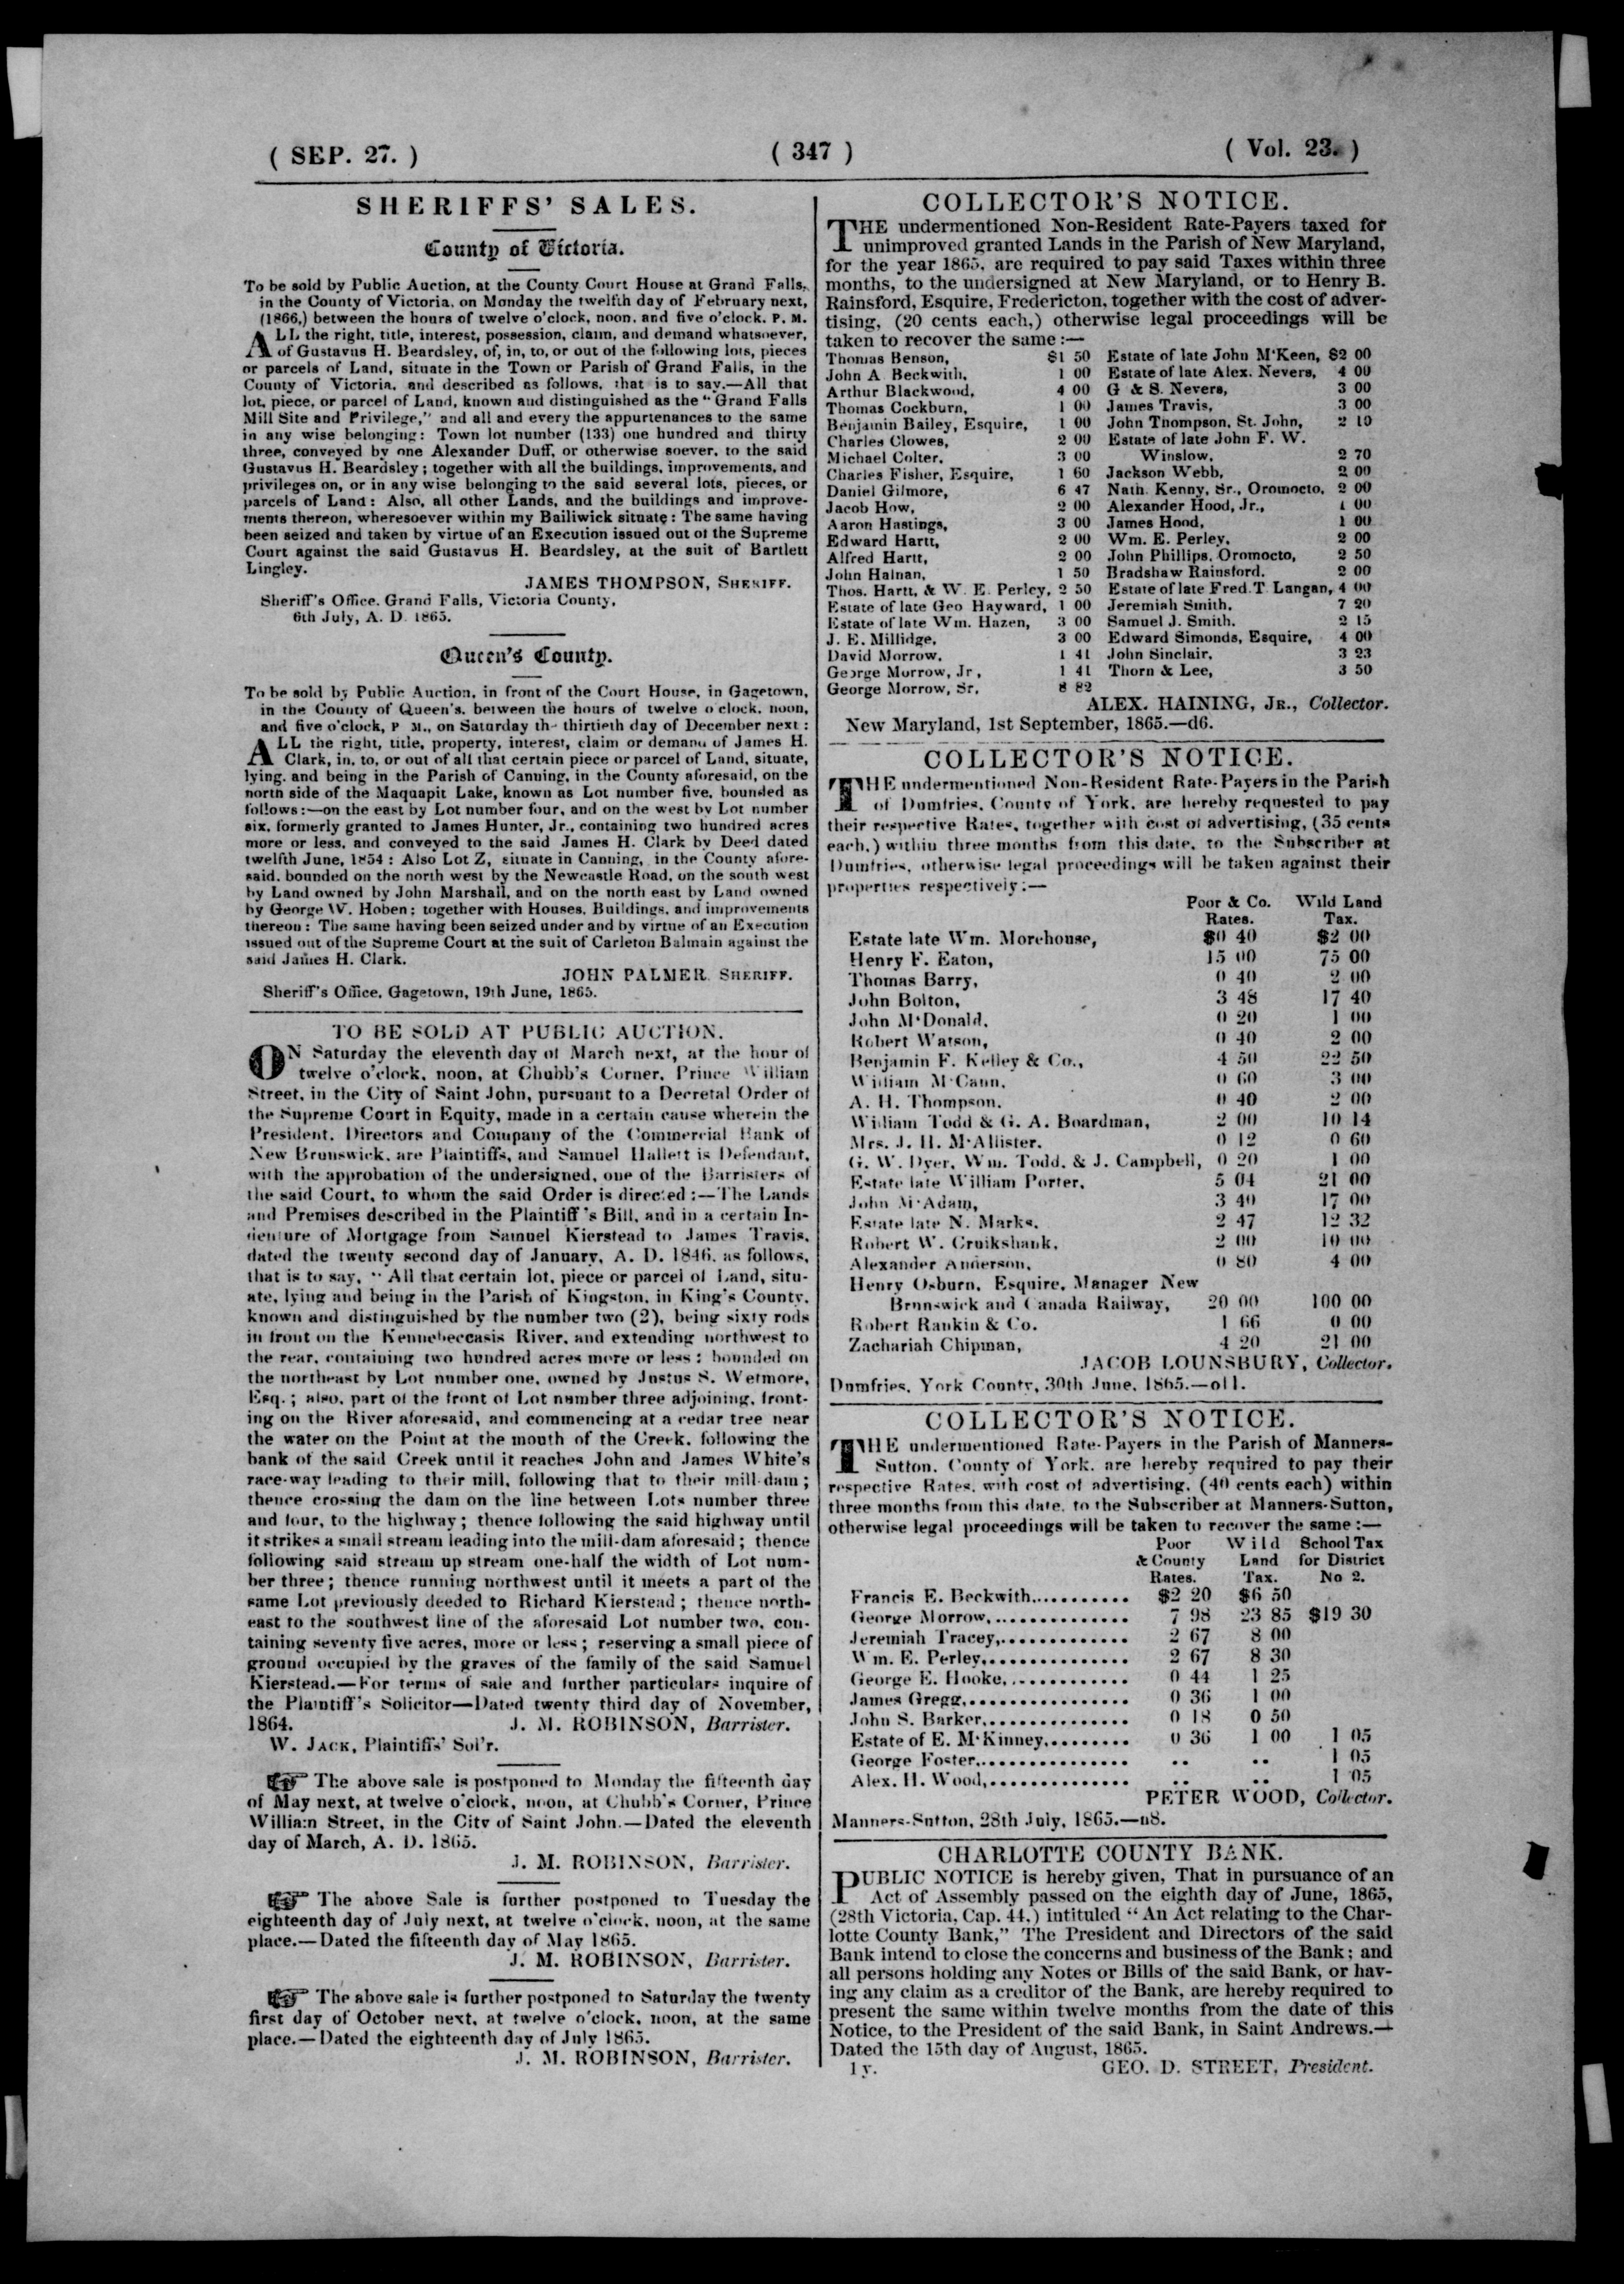 ( SEP. 27. )
( 347 )
( Vol. 23. )
SHERIFFS' SALES.
County of Victoria.
To be sold by Public Auction, at the County Court House at Grand Falls,
in the County of Victoria, on Monday the twelfth day of February next,
(1866,) between the hours of twelve o'clock, noon, and five o'clock, P. M.
ALL the right, title, interest, possession, claim, and demand whatsoever,
of Gustavus H. Beardsley, of, in, to, or out of the following lots, pieces
or parcels of Land, situate in the Town or Parish of Grand Falls, in the
County of Victoria, and described as follows, that is to say.—All that
lot, piece, or parcel of Land, known and distinguished as the "Grand Falls
Mill Site and Privilege," and all and every the appurtenances to the same
in any wise belonging: Town lot number (133) one hundred and thirty
three, conveyed by one Alexander Duff, or otherwise soever, to the said
Gustavus H. Beardsley; together with all the buildings, improvements, and
privileges on, or in any wise belonging to the said several lots, pieces, or
parcels of Land: Also, all other Lands, and the buildings and improve-
ments thereon, wheresoever within my Bailiwick situate: The same having
been seized and taken by virtue of an Execution issued out of the Supreme
Court against the said Gustavus H. Beardsley, at the suit of Bartlett
Lingley.
JAMES THOMPSON, SHERIFF.
Sheriff's Office, Grand Falls, Victoria County,
6th July, A. D. 1865.
Queen's County.
To be sold by Public Auction, in front of the Court House, in Gagetown,
in the County of Queen's, between the hours of twelve o'clock, noon,
and five o'clock, P M., on Saturday the thirtieth day of December next:
ALL the right, title, property, interest, claim or demand of James H.
Clark, in, to, or out of all that certain piece or parcel of Land, situate,
lying, and being in the Parish of Canning, in the County aforesaid, on the
north side of the Maquapit Lake, known as Lot number five, bounded as
follows:—on the east by Lot number four, and on the west by Lot number
six, formerly granted to James Hunter, Jr., containing two hundred acres
more or less, and conveyed to the said James H. Clark by Deed dated
twelfth June, 1854: Also Lot Z, situate in Canning, in the County afore-
said, bounded on the north west by the Newcastle Road, on the south west
by Land owned by John Marshall, and on the north east by Land owned
by George W. Hoben; together with Houses, Buildings, and improvements
thereon: The same having been seized under and by virtue of an Execution
issued out of the Supreme Court at the suit of Carleton Balmain against the
said James H. Clark.
JOHN PALMER, SHERIFF.
Sheriff's Office, Gagetown, 19th June, 1865.
TO BE SOLD AT PUBLIC AUCTION.
ON Saturday the eleventh day of March next, at the hour of
twelve o'clock, noon, at Chubb's Corner, Prince William
Street, in the City of Saint John, pursuant to a Decretal Order of
the Supreme Court in Equity, made in a certain cause wherein the
President, Directors and Company of the Commercial Bank of
New Brunswick, are Plaintiffs, and Samuel Hallett is Defendant,
with the approbation of the undersigned, one of the Barristers of
the said Court, to whom the said Order is directed:—The Lands
and Premises described in the Plaintiff's Bill, and in a certain In-
denture of Mortgage from Samuel Kierstead to James Travis,
dated the twenty second day of January, A. D. 1846, as follows,
that is to say, "All that certain lot, piece or parcel of Land, situ-
ate, lying and being in the Parish of Kingston, in King's County,
known and distinguished by the number two (2), being sixty rods
in front on the Kennebeccasis River, and extending northwest to
the rear, containing two hundred acres more or less; bounded on
the northeast by Lot number one, owned by Justus S. Wetmore,
Esq.; also, part of the front of Lot number three adjoining, front-
ing on the River aforesaid, and commencing at a cedar tree near
the water on the Point at the mouth of the Creek, following the
bank of the said Creek until it reaches John and James White's
race-way leading to their mill, following that to their mill-dam;
thence crossing the dam on the line between Lots number three
and four, to the highway; thence following the said highway until
it strikes a small stream leading into the mill-dam aforesaid; thence
following said stream up stream one-half the width of Lot num-
ber three; thence running northwest until it meets a part of the
same Lot previously deeded to Richard Kierstead; thence north-
east to the southwest line of the aforesaid Lot number two, con-
taining seventy five acres, more or less; reserving a small piece of
ground occupied by the graves of the family of the said Samuel
Kierstead.—For terms of sale and further particulars inquire of
the Plaintiff's Solicitor—Dated twenty third day of November,
1864. J. M. ROBINSON, Barrister.
W. JACK, Plaintiffs' Sol'r.
☞ The above sale is postponed to Monday the fifteenth day
of May next, at twelve o'clock, noon, at Chubb's Corner, Prince
William Street, in the City of Saint John.—Dated the eleventh
day of March, A. D. 1865.
J. M. ROBINSON, Barrister.
☞ The above Sale is further postponed to Tuesday the
eighteenth day of July next, at twelve o'clock, noon, at the same
place.—Dated the fifteenth day of May 1865.
J. M. ROBINSON, Barrister.
☞ The above sale is further postponed to Saturday the twenty
first day of October next, at twelve o'clock, noon, at the same
place.—Dated the eighteenth day of July 1865.
J. M. ROBINSON, Barrister.
COLLECTOR'S NOTICE.
THE undermentioned Non-Resident Rate-Payers taxed for
unimproved granted Lands in the Parish of New Maryland,
for the year 1865, are required to pay said Taxes within three
months, to the undersigned at New Maryland, or to Henry B.
Rainsford, Esquire, Fredericton, together with the cost of adver-
tising, (20 cents each,) otherwise legal proceedings will be
taken to recover the same:—
Thomas Benson, $1 50 Estate of late John M'Keen, $2 00
John A Beckwith, 1 00 Estate of late Alex. Nevers, 4 00
Arthur Blackwood, 4 00 G & S. Nevers, 3 00
Thomas Cockburn, 1 00 James Travis, 3 00
Benjamin Bailey, Esquire, 1 00 John Thompson, St. John, 2 10
Charles Clowes, 2 00 Estate of late John F. W.
Michael Colter, 3 00 Winslow, 2 70
Charles Fisher, Esquire, 1 60 Jackson Webb, 2 00
Daniel Gilmore, 6 47 Nath. Kenny, Sr., Oromocto, 2 00
Jacob How, 2 00 Alexander Hood, Jr., 1 00
Aaron Hastings, 3 00 James Hood, 1 00
Edward Hartt, 2 00 Wm. E. Perley, 2 00
Alfred Hartt, 2 00 John Phillips, Oromocto, 2 50
John Halnan, 1 50 Bradshaw Rainsford, 2 00
Thos. Hartt, & W. E. Perley, 2 50 Estate of late Fred. T. Langan, 4 00
Estate of late Geo Hayward, 1 00 Jeremiah Smith, 7 20
Estate of late Wm. Hazen, 3 00 Samuel J. Smith, 2 15
J. E. Millidge, 3 00 Edward Simonds, Esquire, 4 00
David Morrow, 1 41 John Sinclair, 3 23
George Morrow, Jr, 1 41 Thorn & Lee, 3 50
George Morrow, Sr, 8 82
ALEX. HAINING, JR., Collector.
New Maryland, 1st September, 1865.—d6.
COLLECTOR'S NOTICE.
THE undermentioned Non-Resident Rate-Payers in the Parish
of Dumfries, County of York, are hereby requested to pay
their respective Rates, together with cost of advertising, (35 cents
each,) within three months from this date, to the Subscriber at
Dumfries, otherwise legal proceedings will be taken against their
properties respectively:—
Poor & Co. Wild Land
Rates. Tax.
Estate late Wm. Morehouse, $0 40 $2 00
Henry F. Eaton, 15 00 75 00
Thomas Barry, 0 40 2 00
John Bolton, 3 48 17 40
John M'Donald, 0 20 1 00
Robert Watson, 0 40 2 00
Benjamin F. Kelley & Co., 4 50 22 50
William M'Cann, 0 60 3 00
A. H. Thompson, 0 40 2 00
William Todd & G. A. Boardman, 2 00 10 14
Mrs. J. H. M'Allister. 0 12 0 60
G. W. Dyer, Wm. Todd, & J. Campbell, 0 20 1 00
Estate late William Porter, 5 04 21 00
John M'Adam, 3 40 17 00
Estate late N. Marks, 2 47 12 32
Robert W. Cruikshank, 2 00 10 00
Alexander Anderson, 0 80 4 00
Henry Osburn, Esquire, Manager New
Brunswick and Canada Railway, 20 00 100 00
Robert Rankin & Co. 1 66 0 00
Zachariah Chipman, 4 20 21 00
JACOB LOUNSBURY, Collector.
Dumfries, York County, 30th June, 1865.—o11.
COLLECTOR'S NOTICE.
THE undermentioned Rate-Payers in the Parish of Manners-
Sutton, County of York, are hereby required to pay their
respective Rates, with cost of advertising, (40 cents each) within
three months from this date, to the Subscriber at Manners-Sutton,
otherwise legal proceedings will be taken to recover the same:—
Poor Wild School Tax
& County Land for District
Rates. Tax. No 2.
Francis E. Beckwith........... $2 20 $6 50
George Morrow,............... 7 98 23 85 $19 30
Jeremiah Tracey,............. 2 67 8 00
Wm. E. Perley,............... 2 67 8 30
George E. Hooke,............. 0 44 1 25
James Gregg,................. 0 36 1 00
John S. Barker,............... 0 18 0 50
Estate of E. M'Kinney,......... 0 36 1 00 1 05
George Foster,................ .. .. 1 05
Alex. H. Wood,............... .. .. 1 05
PETER WOOD, Collector.
Manners-Sutton, 28th July, 1865.—n8.
CHARLOTTE COUNTY BANK.
PUBLIC NOTICE is hereby given, That in pursuance of an
Act of Assembly passed on the eighth day of June, 1865,
(28th Victoria, Cap. 44,) intituled "An Act relating to the Char-
lotte County Bank," The President and Directors of the said
Bank intend to close the concerns and business of the Bank; and
all persons holding any Notes or Bills of the said Bank, or hav-
ing any claim as a creditor of the Bank, are hereby required to
present the same within twelve months from the date of this
Notice, to the President of the said Bank, in Saint Andrews.—
Dated the 15th day of August, 1865.
1y. GEO. D. STREET, President.